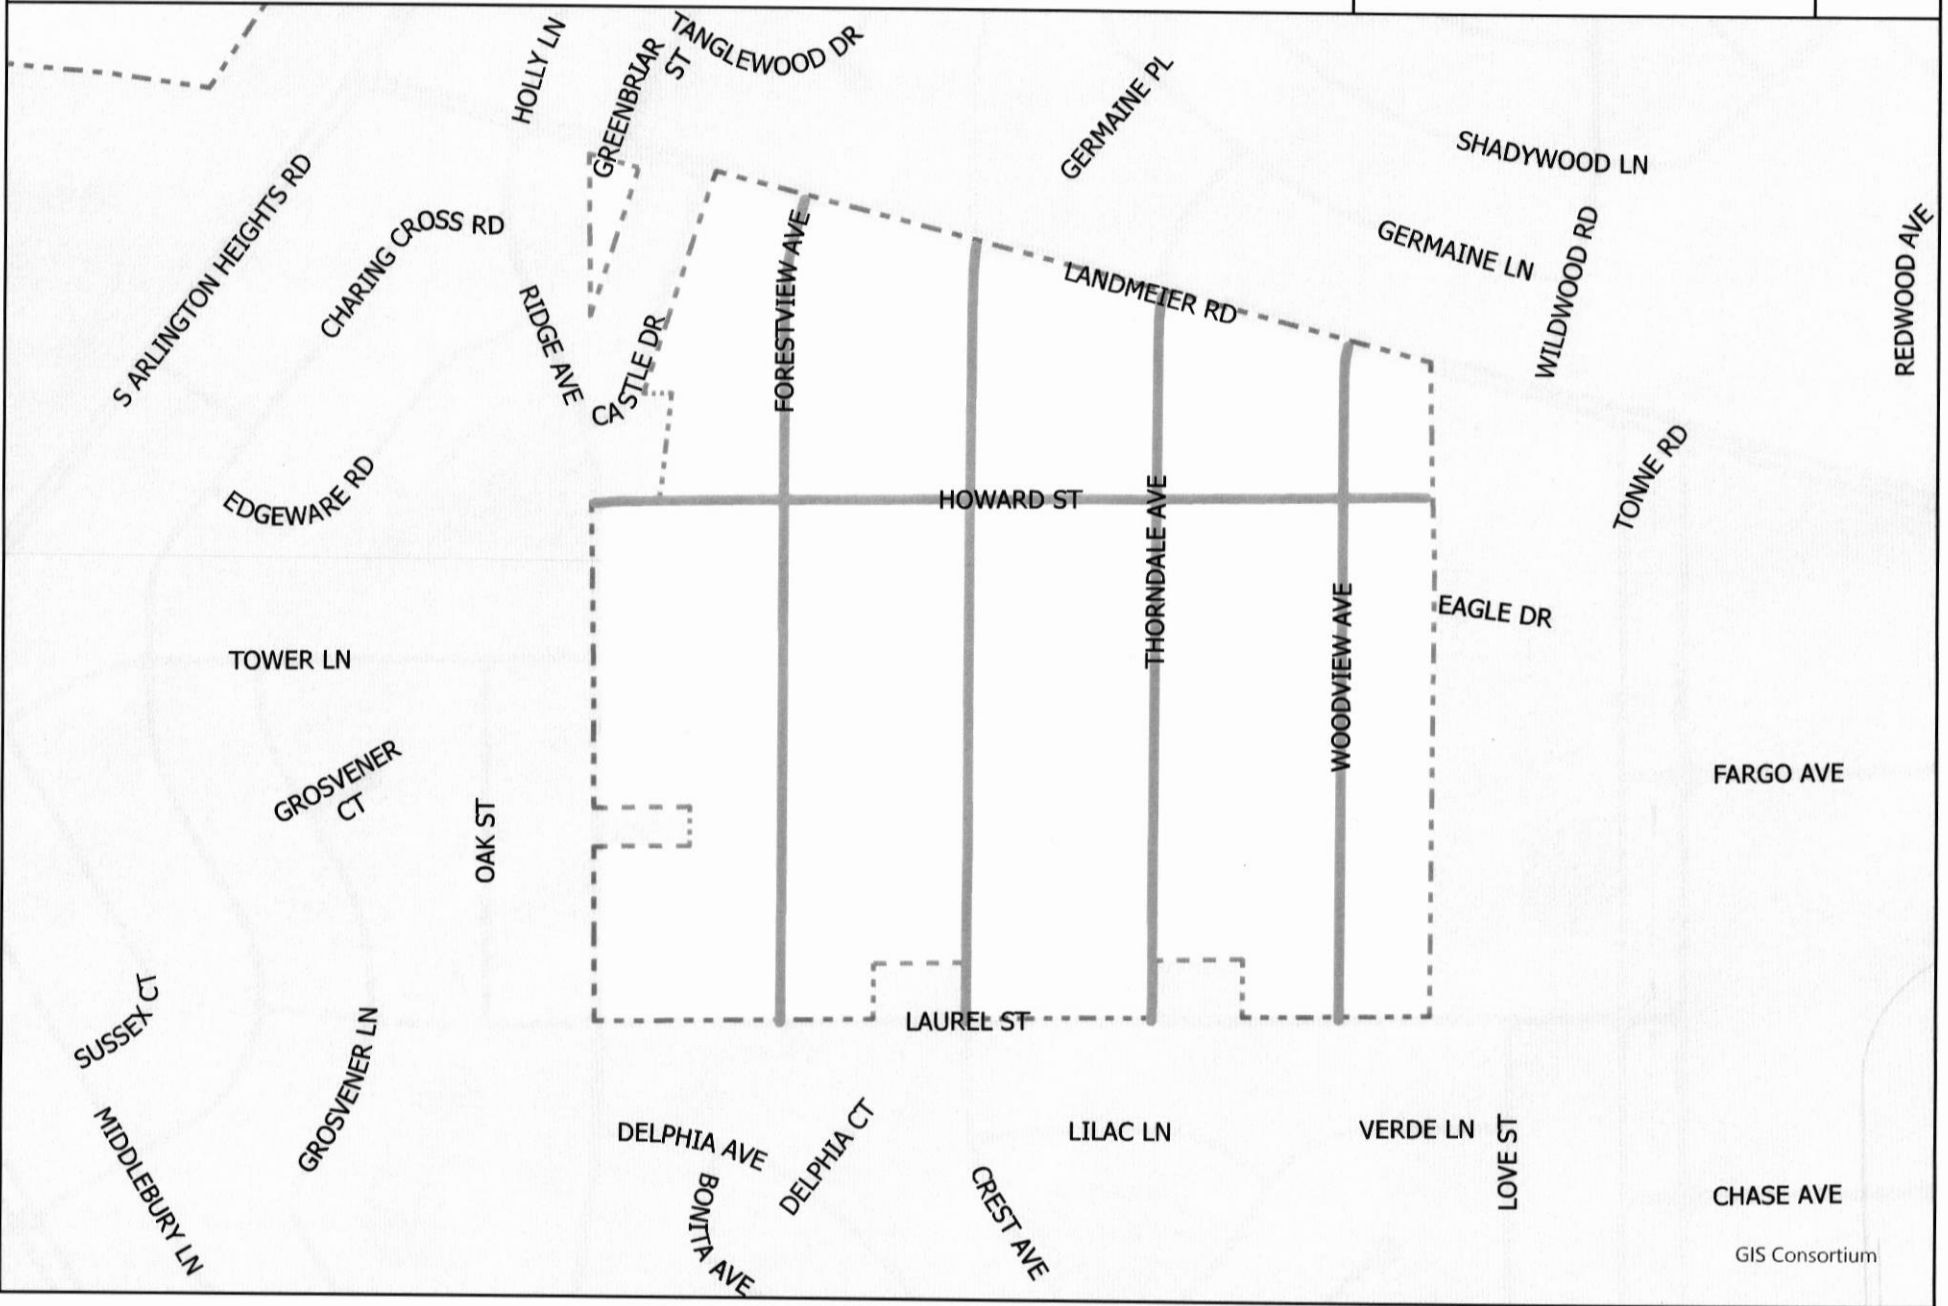 HOLLY LN
GREENBRIAR
ST
TANGLEWOOD DR
GERMAINE PL
SHADYWOOD LN
S ARLINGTON HEIGHTS RD
CHARING CROSS RD
RIDGE AVE
CASTLE DR
FORESTVIEW AVE
LANDMEIER RD
GERMAINE LN
WILDWOOD RD
REDWOOD AVE
EDGEWARE RD
HOWARD ST
THORNDALE AVE
TONNE RD
TOWER LN
WOODVIEW AVE
EAGLE DR
GROSVENER
CT
OAK ST
FARGO AVE
SUSSEX CT
GROSVENER LN
LAUREL ST
MIDDLEBURY LN
DELPHIA AVE
BONITA AVE
DELPHIA CT
CREST AVE
LILAC LN
VERDE LN
LOVE ST
CHASE AVE
GIS Consortium